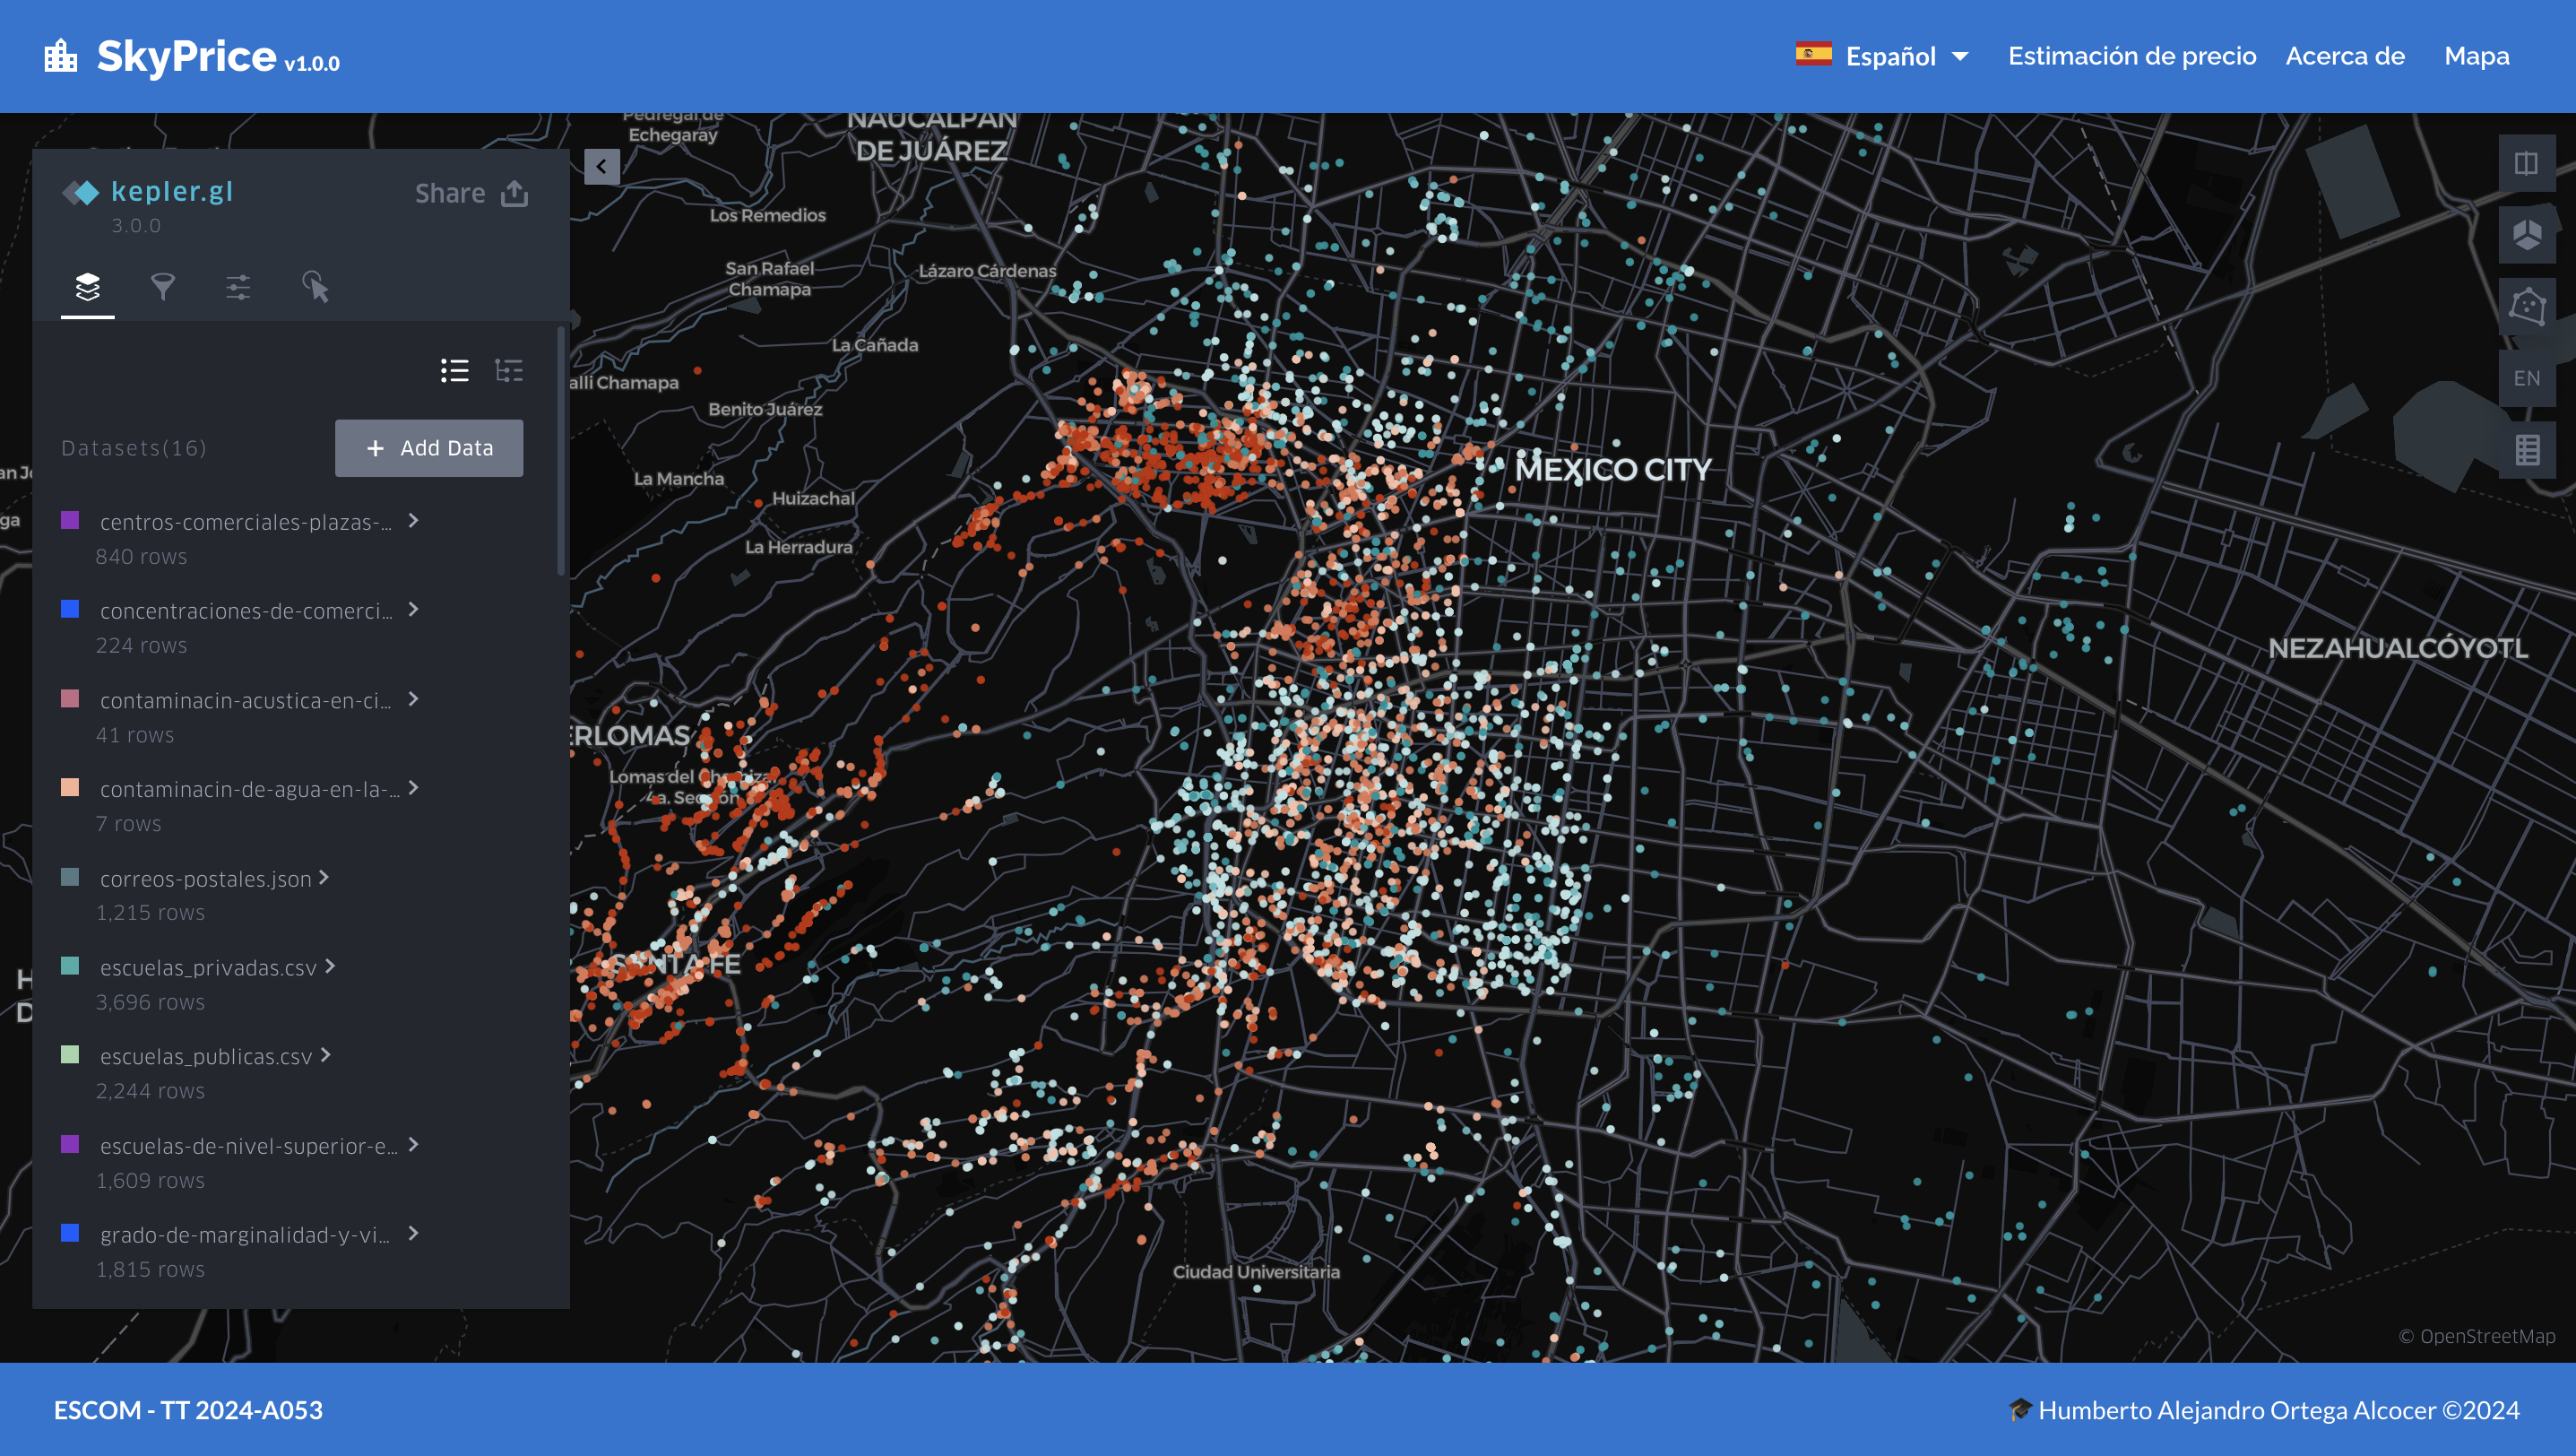 SkyPrice v1.0.0
Español
Estimación de precio
Acerca de
Mapa
kepler.gl
3.0.0
Share
Datasets(16)
+ Add Data
centros-comerciales-plazas-...
840 rows
concentraciones-de-comerci...
224 rows
contaminacin-acustica-en-ci...
41 rows
contaminacin-de-agua-en-la-...
7 rows
correos-postales.json
1,215 rows
escuelas_privadas.csv
3,696 rows
escuelas_publicas.csv
2,244 rows
escuelas-de-nivel-superior-e...
1,609 rows
grado-de-marginalidad-y-vi...
1,815 rows
Pedregal de
Echegaray
NAUCALPAN
DE JUÁREZ
Los Remedios
San Rafael
Chamapa
Lázaro Cárdenas
La Cañada
alli Chamapa
Benito Juárez
La Mancha
Huizachal
La Herradura
MEXICO CITY
NEZAHUALCÓYOTL
ERLOMAS
Lomas del
4a. Sección
SANTA FE
Ciudad Universitaria
EN
© OpenStreetMap
ESCOM - TT 2024-A053
Humberto Alejandro Ortega Alcocer ©2024